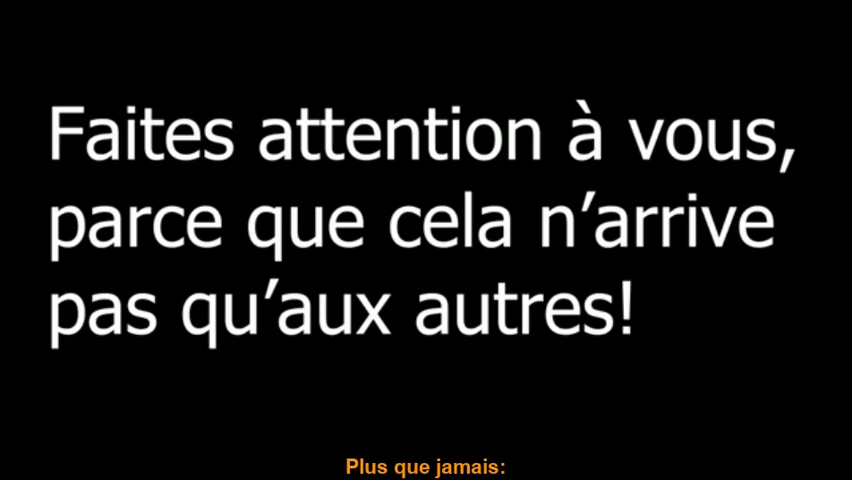 Faites attention à vous,
parce que cela n’arrive
pas qu’aux autres!
Plus que jamais: